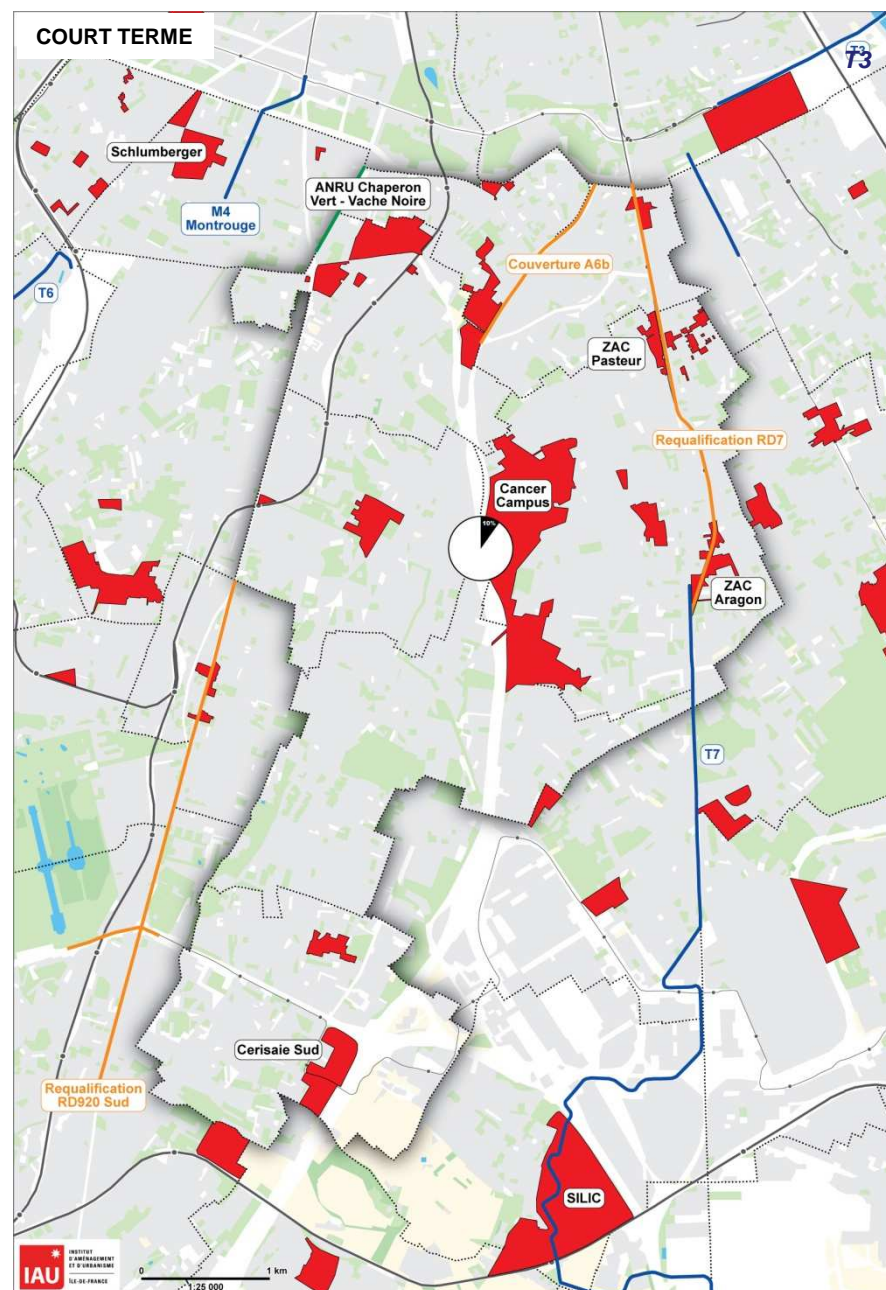 COURT TERME
T3
T3
Schlumberger
M4
Montrouge
ANRU Chaperon
Vert - Vache Noire
T6
Couverture A6b
ZAC
Pasteur
Requalification RD7
Cancer
Campus
10%
ZAC
Aragon
T7
Cerisaie Sud
Requalification
RD920 Sud
SILIC
IAU
INSTITUT
D'AMÉNAGEMENT
ET D'URBANISME
ÎLE-DE-FRANCE
0
1 km
1:25 000